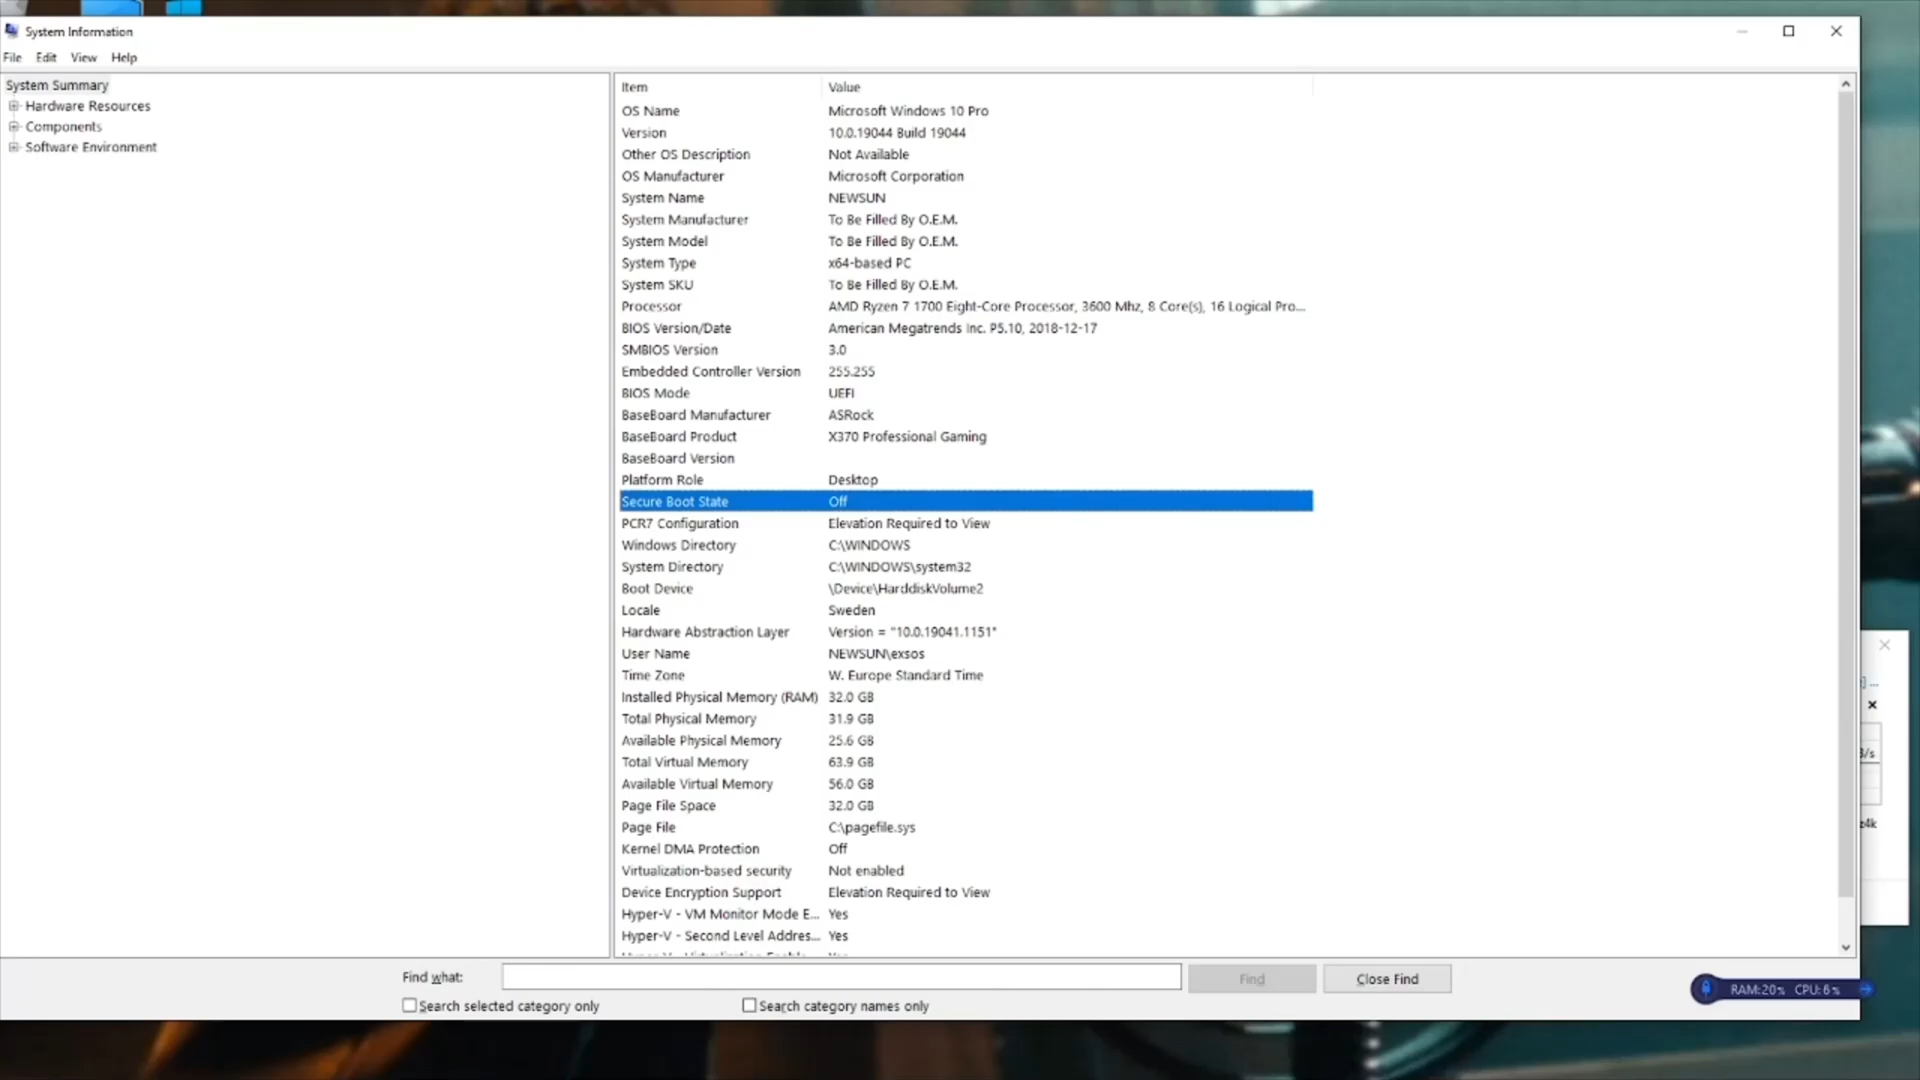 System Information
File Edit View Help
System Summary
Hardware Resources
Components
Software Environment
Item Value
OS Name Microsoft Windows 10 Pro
Version 10.0.19044 Build 19044
Other OS Description Not Available
OS Manufacturer Microsoft Corporation
System Name NEWSUN
System Manufacturer To Be Filled By O.E.M.
System Model To Be Filled By O.E.M.
System Type x64-based PC
System SKU To Be Filled By O.E.M.
Processor AMD Ryzen 7 1700 Eight-Core Processor, 3600 Mhz, 8 Core(s), 16 Logical Pro...
BIOS Version/Date American Megatrends Inc. P5.10, 2018-12-17
SMBIOS Version 3.0
Embedded Controller Version 255.255
BIOS Mode UEFI
BaseBoard Manufacturer ASRock
BaseBoard Product X370 Professional Gaming
BaseBoard Version
Platform Role Desktop
Secure Boot State Off
PCR7 Configuration Elevation Required to View
Windows Directory C:\WINDOWS
System Directory C:\WINDOWS\system32
Boot Device \Device\HarddiskVolume2
Locale Sweden
Hardware Abstraction Layer Version = "10.0.19041.1151"
User Name NEWSUN\exsos
Time Zone W. Europe Standard Time
Installed Physical Memory (RAM) 32.0 GB
Total Physical Memory 31.9 GB
Available Physical Memory 25.6 GB
Total Virtual Memory 63.9 GB
Available Virtual Memory 56.0 GB
Page File Space 32.0 GB
Page File C:\pagefile.sys
Kernel DMA Protection Off
Virtualization-based security Not enabled
Device Encryption Support Elevation Required to View
Hyper-V - VM Monitor Mode E... Yes
Hyper-V - Second Level Addres... Yes
Find what: Find Close Find
Search selected category only Search category names only
RAM:20% CPU:6%